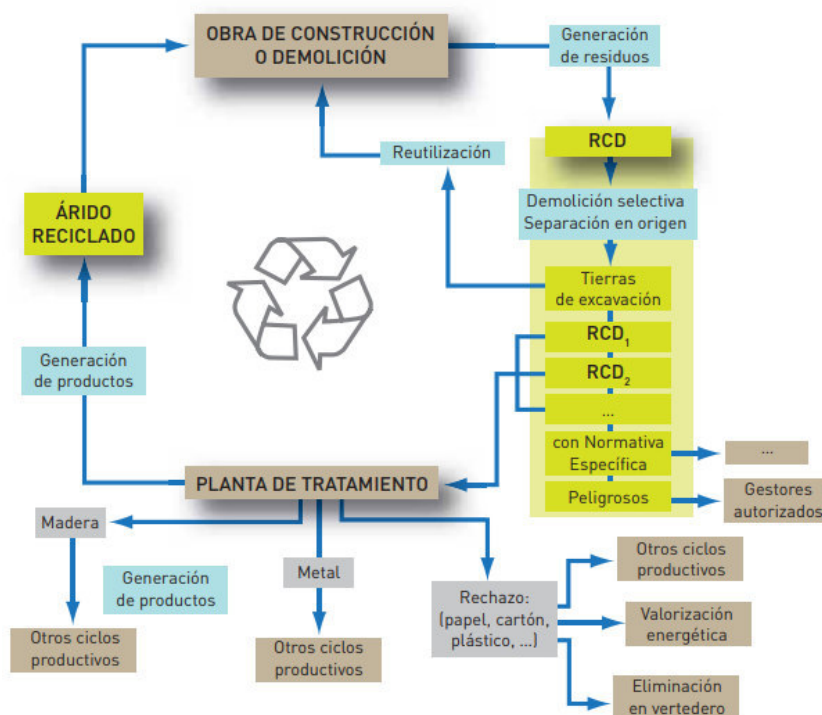 OBRA DE CONSTRUCCIÓN
O DEMOLICIÓN
Generación
de residuos
RCD
Reutilización
Demolición selectiva
Separación en origen
ÁRIDO
RECICLADO
Tierras
de excavación
RCD₁
RCD₂
...
con Normativa
Específica
...
Peligrosos
Gestores
autorizados
Generación
de productos
PLANTA DE TRATAMIENTO
Madera
Generación
de productos
Metal
Otros ciclos
productivos
Otros ciclos
productivos
Rechazo:
(papel, cartón,
plástico, ...)
Otros ciclos
productivos
Valorización
energética
Eliminación
en vertedero